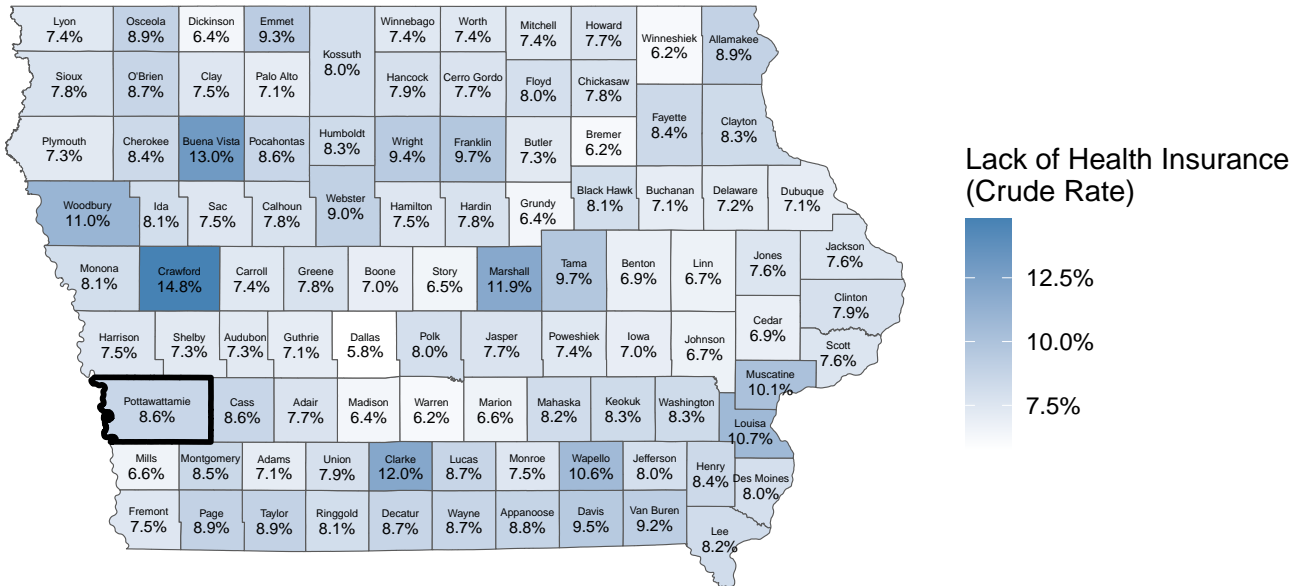 Lyon
7.4%
Osceola
8.9%
Dickinson
6.4%
Emmet
9.3%
Kossuth
8.0%
Winnebago
7.4%
Worth
7.4%
Mitchell
7.4%
Howard
7.7%
Winneshiek
6.2%
Allamakee
8.9%
Sioux
7.8%
O'Brien
8.7%
Clay
7.5%
Palo Alto
7.1%
Hancock
7.9%
Cerro Gordo
7.7%
Floyd
8.0%
Chickasaw
7.8%
Fayette
8.4%
Clayton
8.3%
Plymouth
7.3%
Cherokee
8.4%
Buena Vista
13.0%
Pocahontas
8.6%
Humboldt
8.3%
Wright
9.4%
Franklin
9.7%
Butler
7.3%
Bremer
6.2%
Woodbury
11.0%
Ida
8.1%
Sac
7.5%
Calhoun
7.8%
Webster
9.0%
Hamilton
7.5%
Hardin
7.8%
Grundy
6.4%
Black Hawk
8.1%
Buchanan
7.1%
Delaware
7.2%
Dubuque
7.1%
Monona
8.1%
Crawford
14.8%
Carroll
7.4%
Greene
7.8%
Boone
7.0%
Story
6.5%
Marshall
11.9%
Tama
9.7%
Benton
6.9%
Linn
6.7%
Jones
7.6%
Jackson
7.6%
Clinton
7.9%
Harrison
7.5%
Shelby
7.3%
Audubon
7.3%
Guthrie
7.1%
Dallas
5.8%
Polk
8.0%
Jasper
7.7%
Poweshiek
7.4%
Iowa
7.0%
Johnson
6.7%
Cedar
6.9%
Scott
7.6%
Muscatine
10.1%
Pottawattamie
8.6%
Cass
8.6%
Adair
7.7%
Madison
6.4%
Warren
6.2%
Marion
6.6%
Mahaska
8.2%
Keokuk
8.3%
Washington
8.3%
Louisa
10.7%
Mills
6.6%
Montgomery
8.5%
Adams
7.1%
Union
7.9%
Clarke
12.0%
Lucas
8.7%
Monroe
7.5%
Wapello
10.6%
Jefferson
8.0%
Henry
8.4%
Des Moines
8.0%
Fremont
7.5%
Page
8.9%
Taylor
8.9%
Ringgold
8.1%
Decatur
8.7%
Wayne
8.7%
Appanoose
8.8%
Davis
9.5%
Van Buren
9.2%
Lee
8.2%
Lack of Health Insurance
(Crude Rate)
12.5%
10.0%
7.5%